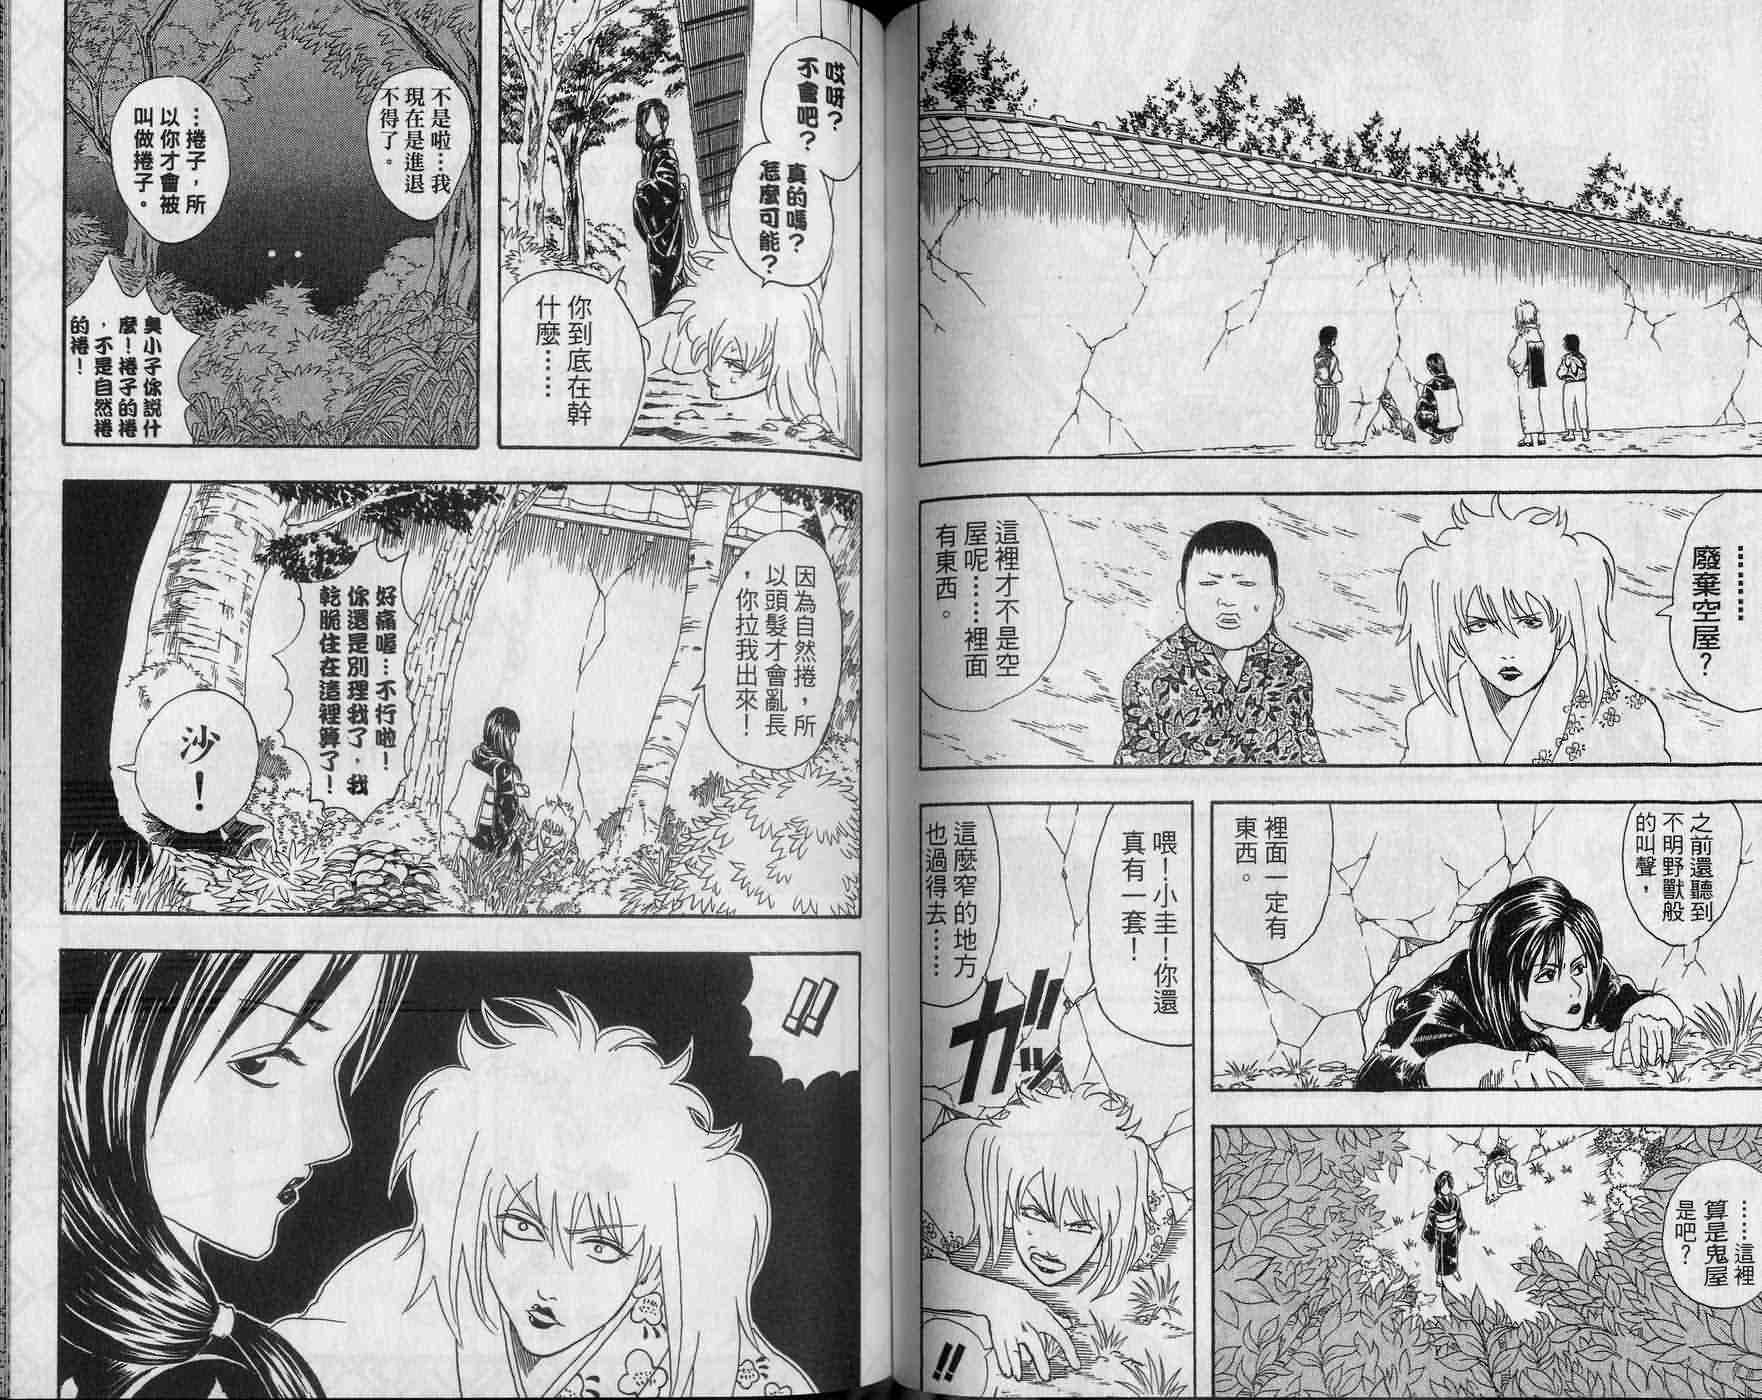 ………
廢棄空屋？
這裡才不是空
屋呢……裡面
有東西。
之前還聽到
不明野獸般
的叫聲，
裡面一定有
東西。
喂！小圭！你還
真有一套！
這麼窄的地方
也過得去……
ガッ
!!
……這裡
算是鬼屋
是吧？
哎呀？
不會吧？
真的嗎？
怎麼可能？
你到底在幹
什麼……
不是啦…我
現在是進退
不得了。
…捲子，所
以你才會被
叫做捲子。
臭小子你說什
麼！捲子的捲
，不是自然捲
的捲！
因為自然捲，所
以頭髮才會亂長
，你拉我出來！
好痛喔…不行啦！
你還是別理我了，我
乾脆住在這裡算了！
沙！
!!